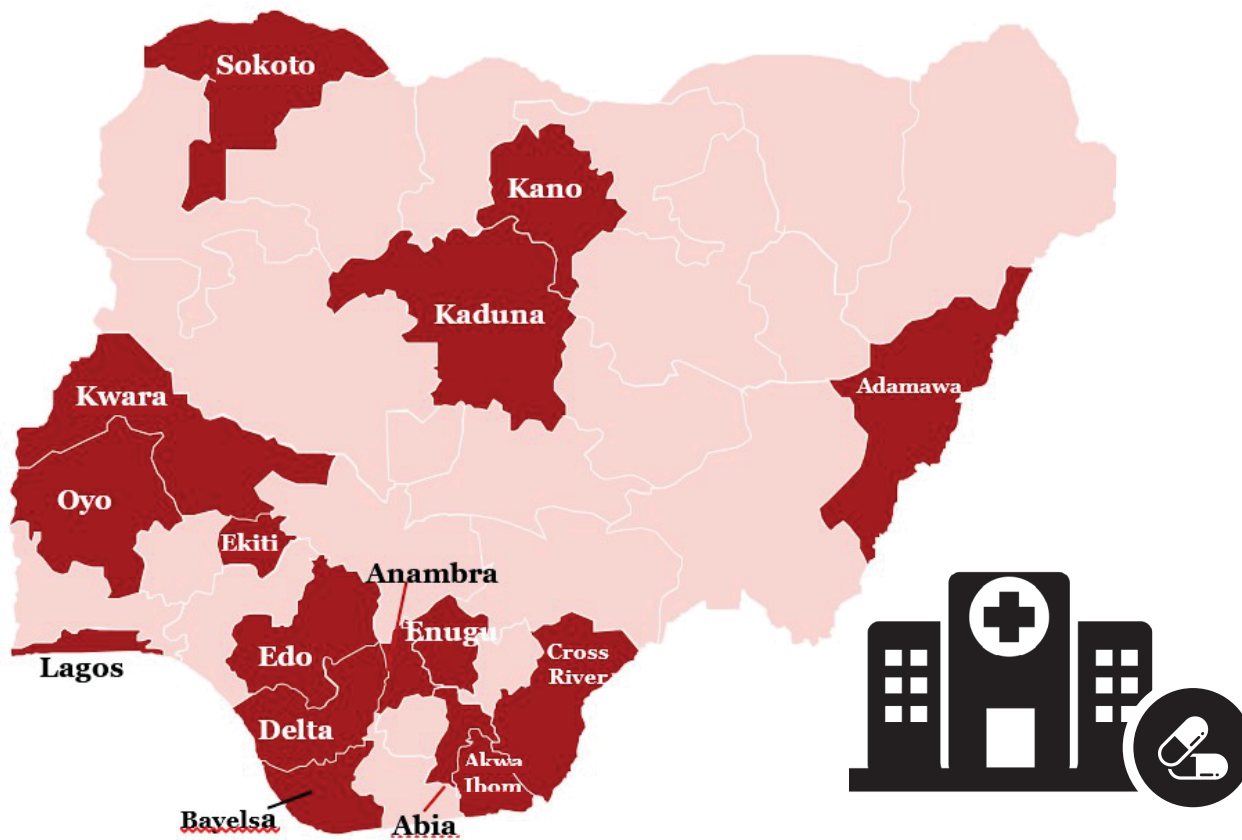 Sokoto
Kano
Kaduna
Adamawa
Kwara
Oyo
Ekiti
Anambra
Enugu
Edo
Cross
River
Lagos
Delta
Akwa
Ibom
Bayelsa
Abia